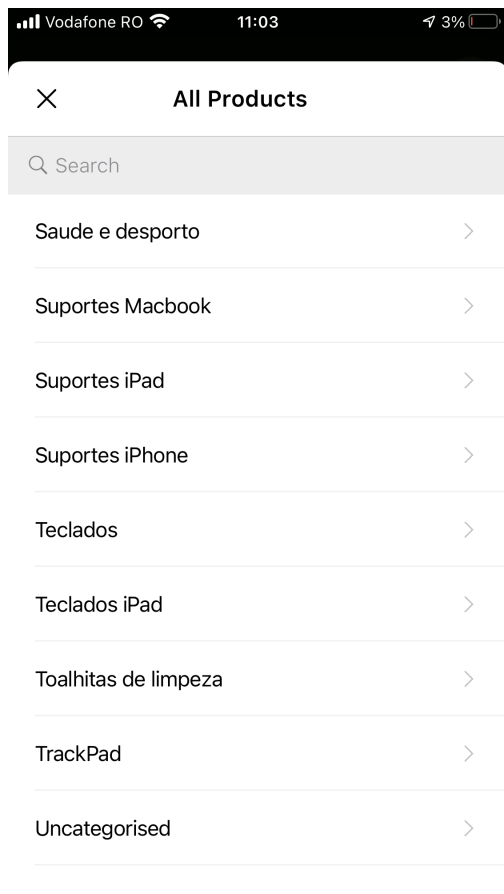 Vodafone RO 11:03 3%
All Products
Search
Saude e desporto
Suportes Macbook
Suportes iPad
Suportes iPhone
Teclados
Teclados iPad
Toalhitas de limpeza
TrackPad
Uncategorised